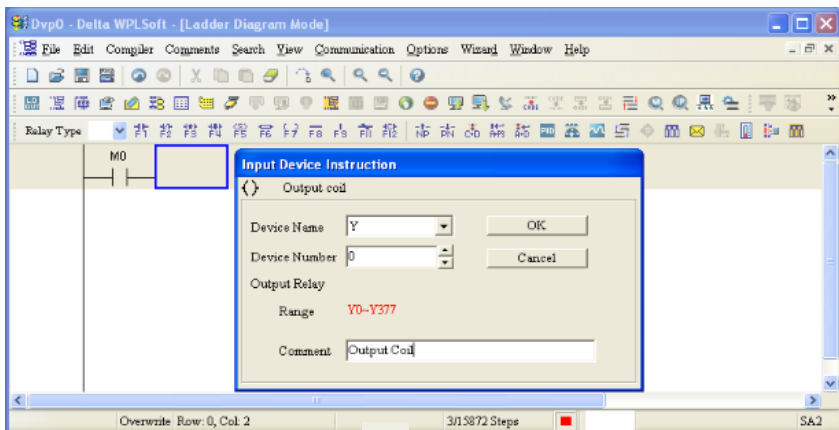 Dvp0 - Delta WPLSoft - [Ladder Diagram Mode]
File Edit Compiler Comments Search View Communication Options Wizard Window Help
Relay Type
M0
Input Device Instruction
Output coil
Device Name Y
OK
Device Number 0
Cancel
Output Relay
Range Y0~Y377
Comment Output Coil
Overwrite Row: 0, Col: 2 3/15872 Steps SA2